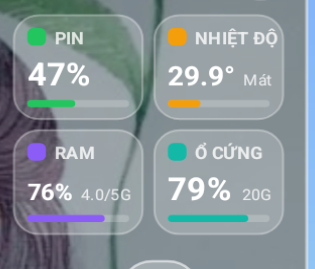 PIN
47%
NHIỆT ĐỘ
29.9° Mát
RAM
76% 4.0/5G
Ổ CỨNG
79% 20G